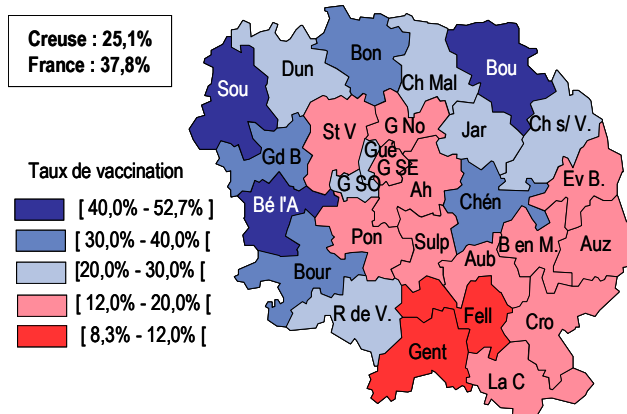 Creuse : 25,1%
France : 37,8%
Taux de vaccination
[ 40,0% - 52,7% ]
[ 30,0% - 40,0% [
[20,0% - 30,0% [
[ 12,0% - 20,0% [
[ 8,3% - 12,0% [
Sou
Dun
Bon
Ch Mal
Bou
St V
G No
Jar
Ch s/ V.
Gd B
Gué
G SE
G SO
Ah
Chén
Ev B.
Bé l'A
Pon
Sulp
Aub
B en M.
Auz
Bour
R de V.
Gent
Fell
Cro
La C